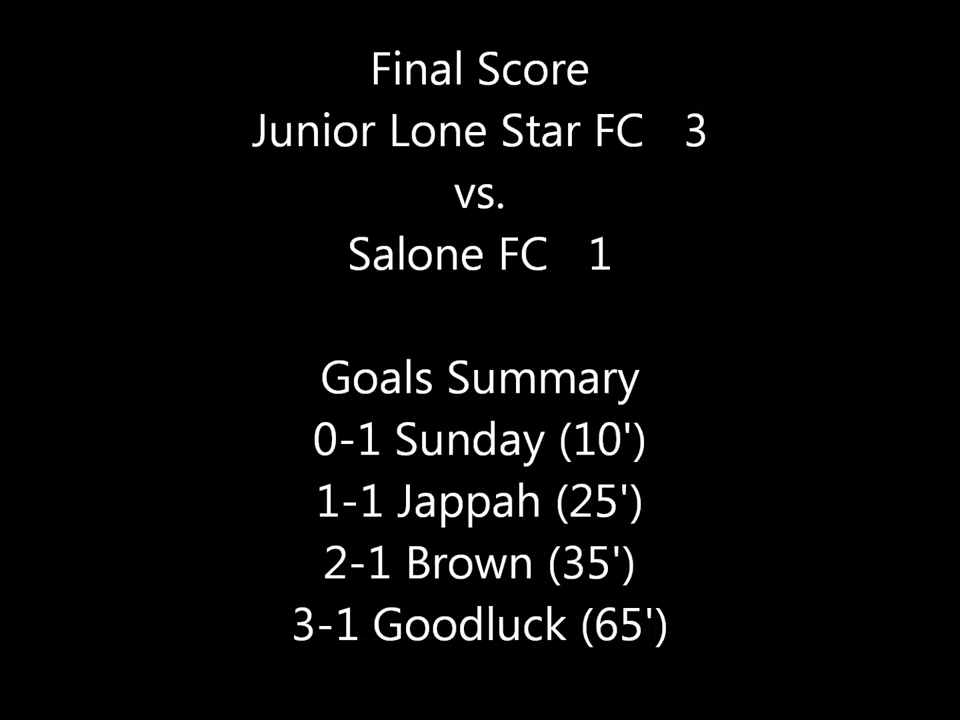 Final Score
Junior Lone Star FC 3
vs.
Salone FC 1
Goals Summary
0-1 Sunday (10')
1-1 Jappah (25')
2-1 Brown (35')
3-1 Goodluck (65')